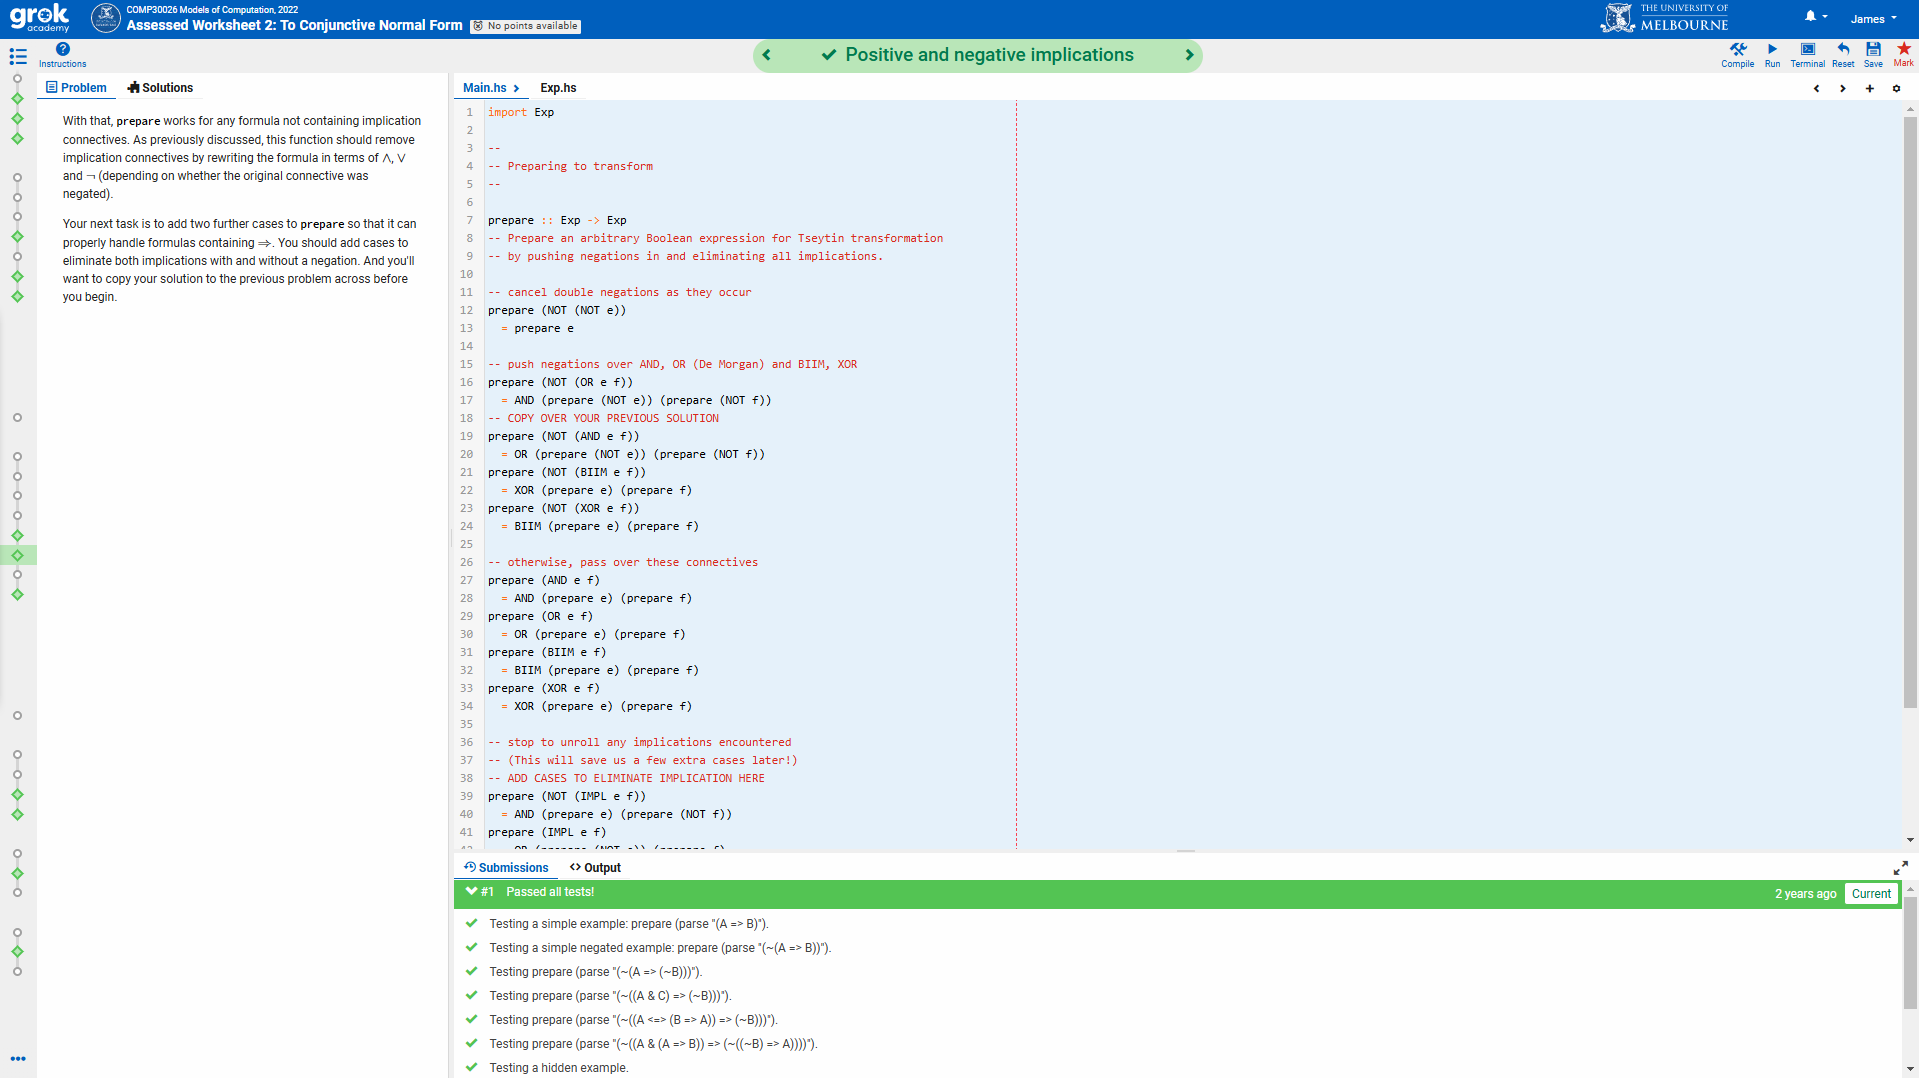 grok
academy
COMP30026 Models of Computation, 2022
Assessed Worksheet 2: To Conjunctive Normal Form
No points available
THE UNIVERSITY OF
MELBOURNE
James
Instructions
Positive and negative implications
Compile
Run
Terminal
Reset
Save
Mark
Problem
Solutions
With that, prepare works for any formula not containing implication
connectives. As previously discussed, this function should remove
implication connectives by rewriting the formula in terms of ∧, ∨
and ¬ (depending on whether the original connective was
negated).
Your next task is to add two further cases to prepare so that it can
properly handle formulas containing ⇒. You should add cases to
eliminate both implications with and without a negation. And you'll
want to copy your solution to the previous problem across before
you begin.
Main.hs
Exp.hs
1 import Exp
2
3 --
4 -- Preparing to transform
5 --
6
7 prepare :: Exp -> Exp
8 -- Prepare an arbitrary Boolean expression for Tseytin transformation
9 -- by pushing negations in and eliminating all implications.
10
11 -- cancel double negations as they occur
12 prepare (NOT (NOT e))
13   = prepare e
14
15 -- push negations over AND, OR (De Morgan) and BIIM, XOR
16 prepare (NOT (OR e f))
17   = AND (prepare (NOT e)) (prepare (NOT f))
18 -- COPY OVER YOUR PREVIOUS SOLUTION
19 prepare (NOT (AND e f))
20   = OR (prepare (NOT e)) (prepare (NOT f))
21 prepare (NOT (BIIM e f))
22   = XOR (prepare e) (prepare f)
23 prepare (NOT (XOR e f))
24   = BIIM (prepare e) (prepare f)
25
26 -- otherwise, pass over these connectives
27 prepare (AND e f)
28   = AND (prepare e) (prepare f)
29 prepare (OR e f)
30   = OR (prepare e) (prepare f)
31 prepare (BIIM e f)
32   = BIIM (prepare e) (prepare f)
33 prepare (XOR e f)
34   = XOR (prepare e) (prepare f)
35
36 -- stop to unroll any implications encountered
37 -- (This will save us a few extra cases later!)
38 -- ADD CASES TO ELIMINATE IMPLICATION HERE
39 prepare (NOT (IMPL e f))
40   = AND (prepare e) (prepare (NOT f))
41 prepare (IMPL e f)
42   = OR (prepare (NOT e)) (prepare f)
Submissions
Output
#1 Passed all tests!
2 years ago
Current
Testing a simple example: prepare (parse "(A => B)").
Testing a simple negated example: prepare (parse "(~(A => B))").
Testing prepare (parse "(~(A => (~B)))").
Testing prepare (parse "(~((A & C) => (~B)))").
Testing prepare (parse "(~((A <=> (B => A)) => (~B)))").
Testing prepare (parse "(~((A & (A => B)) => (~((~B) => A))))").
Testing a hidden example.